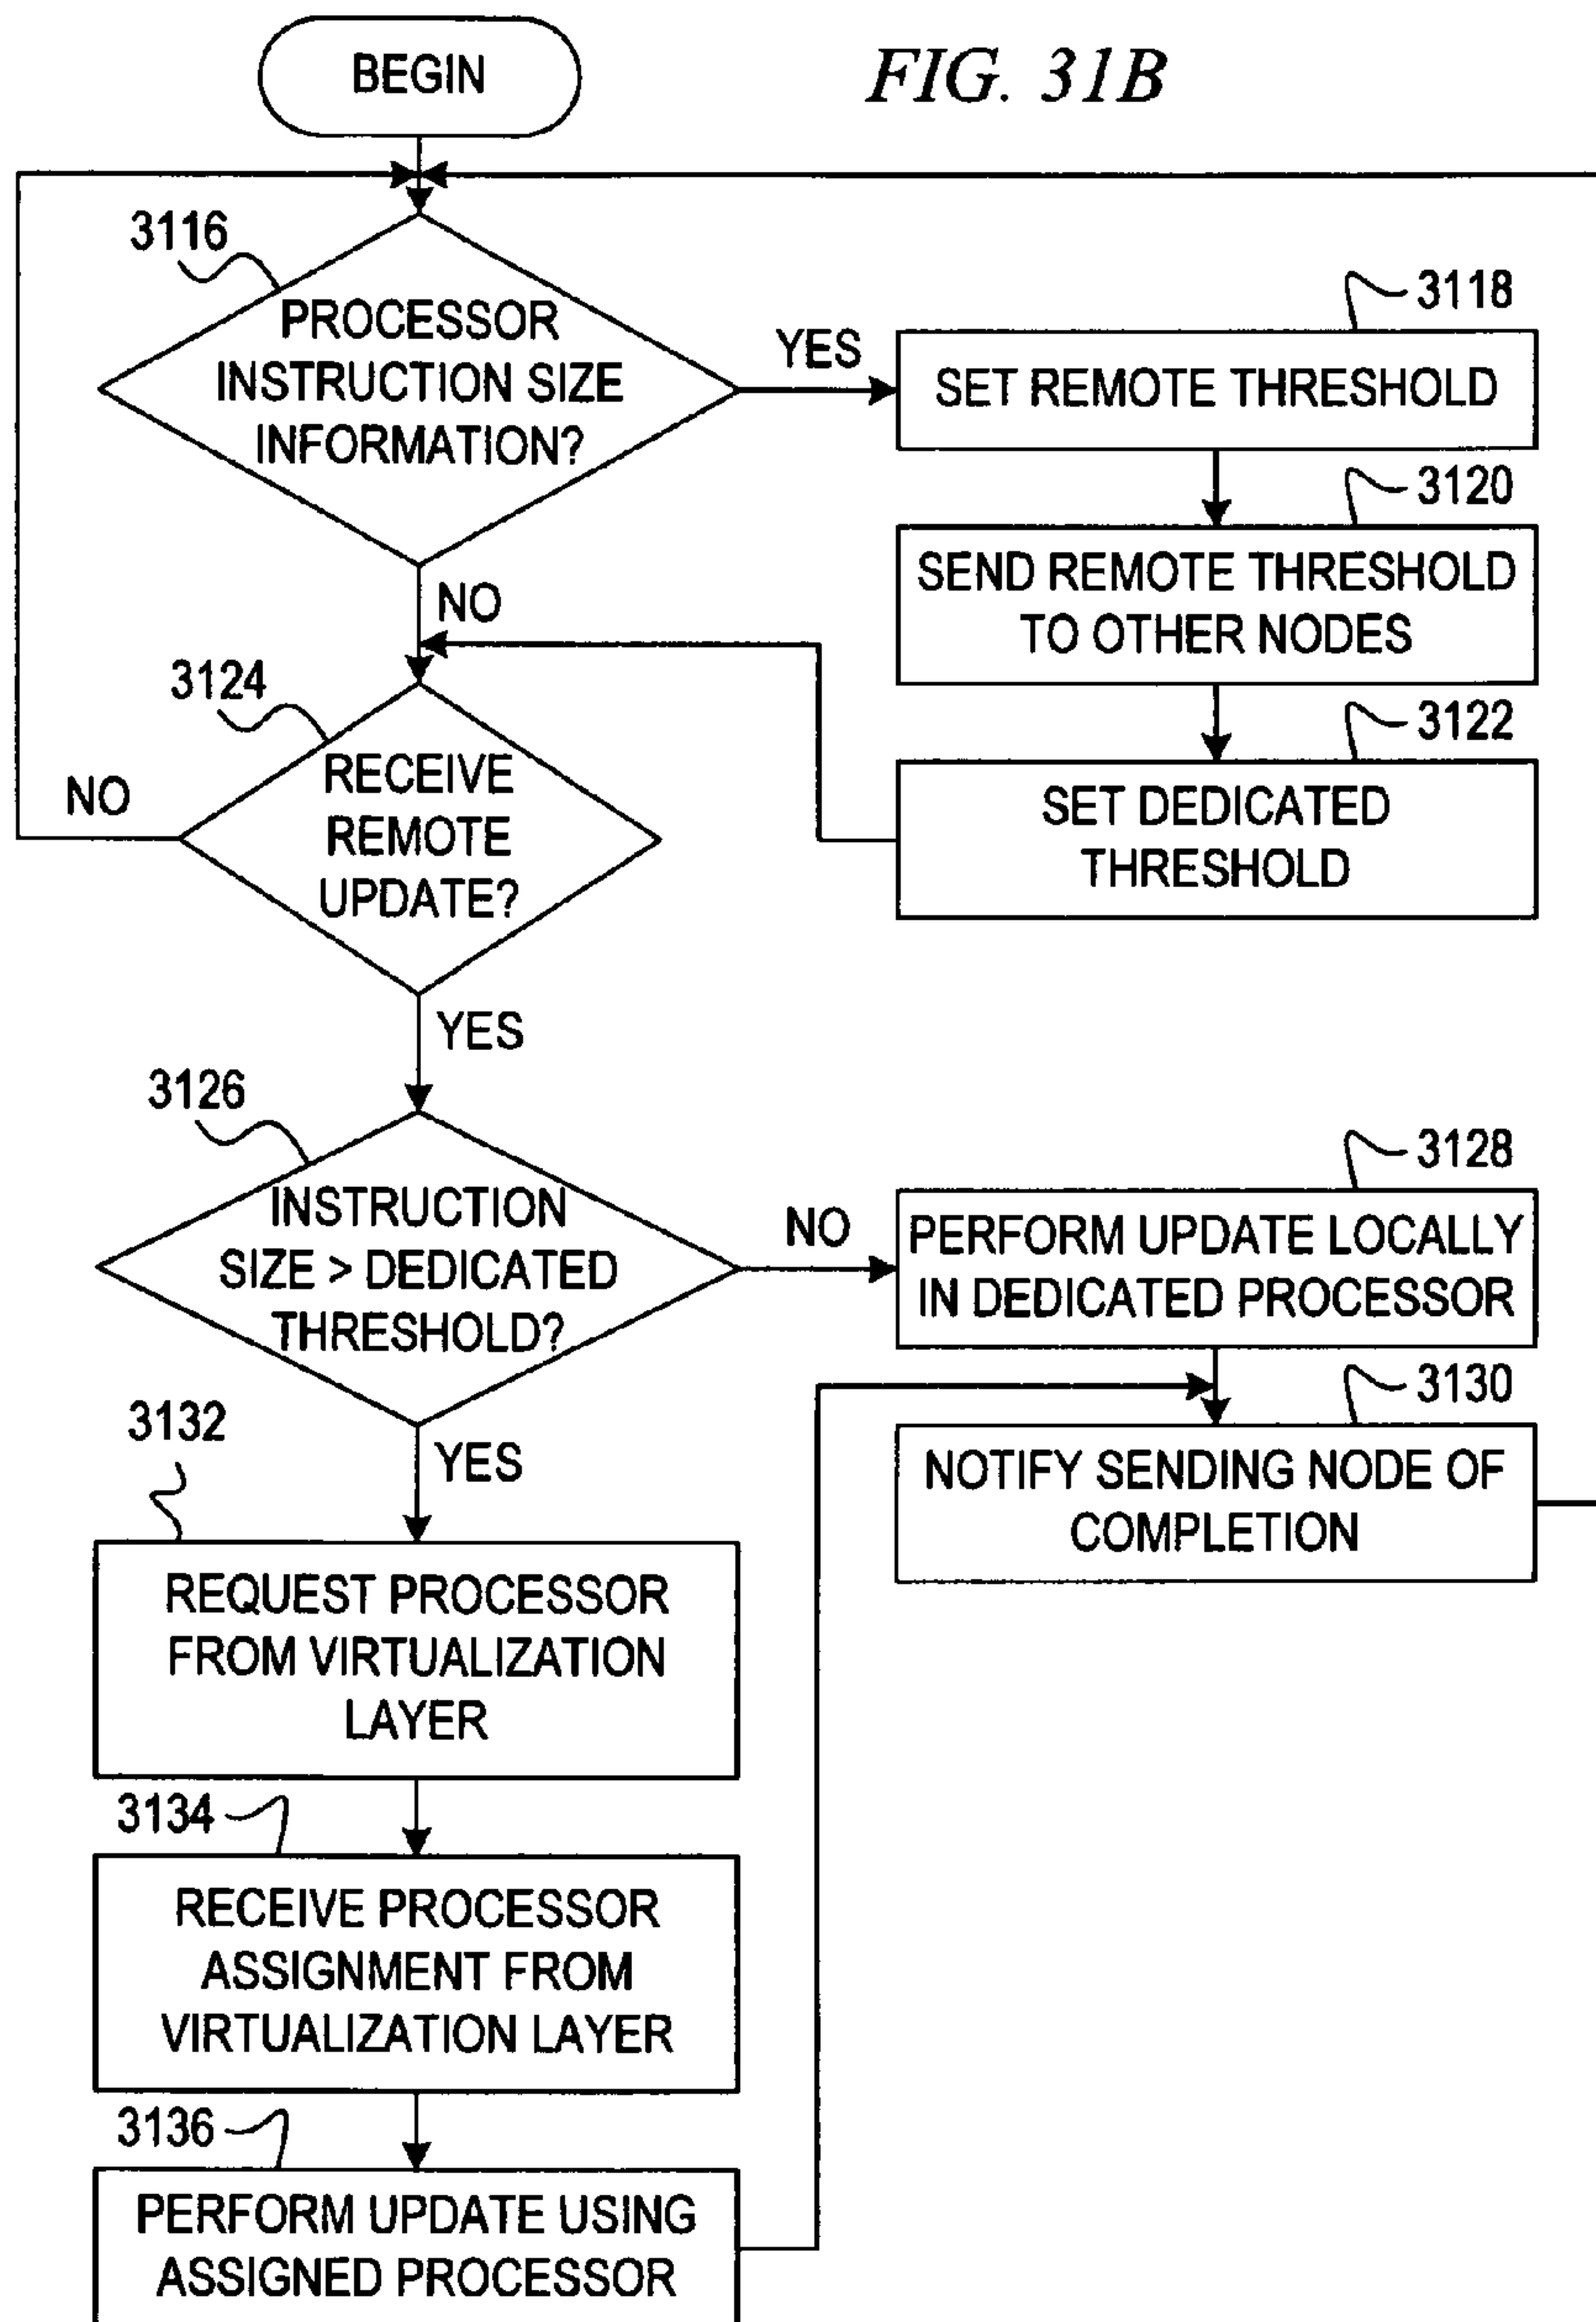 BEGIN
FIG. 31B
3116
PROCESSOR
INSTRUCTION SIZE
INFORMATION?
YES
3118
SET REMOTE THRESHOLD
3120
SEND REMOTE THRESHOLD
TO OTHER NODES
3122
SET DEDICATED
THRESHOLD
NO
3124
RECEIVE
REMOTE
UPDATE?
NO
YES
3126
INSTRUCTION
SIZE > DEDICATED
THRESHOLD?
NO
3128
PERFORM UPDATE LOCALLY
IN DEDICATED PROCESSOR
3130
NOTIFY SENDING NODE OF
COMPLETION
YES
3132
REQUEST PROCESSOR
FROM VIRTUALIZATION
LAYER
3134
RECEIVE PROCESSOR
ASSIGNMENT FROM
VIRTUALIZATION LAYER
3136
PERFORM UPDATE USING
ASSIGNED PROCESSOR